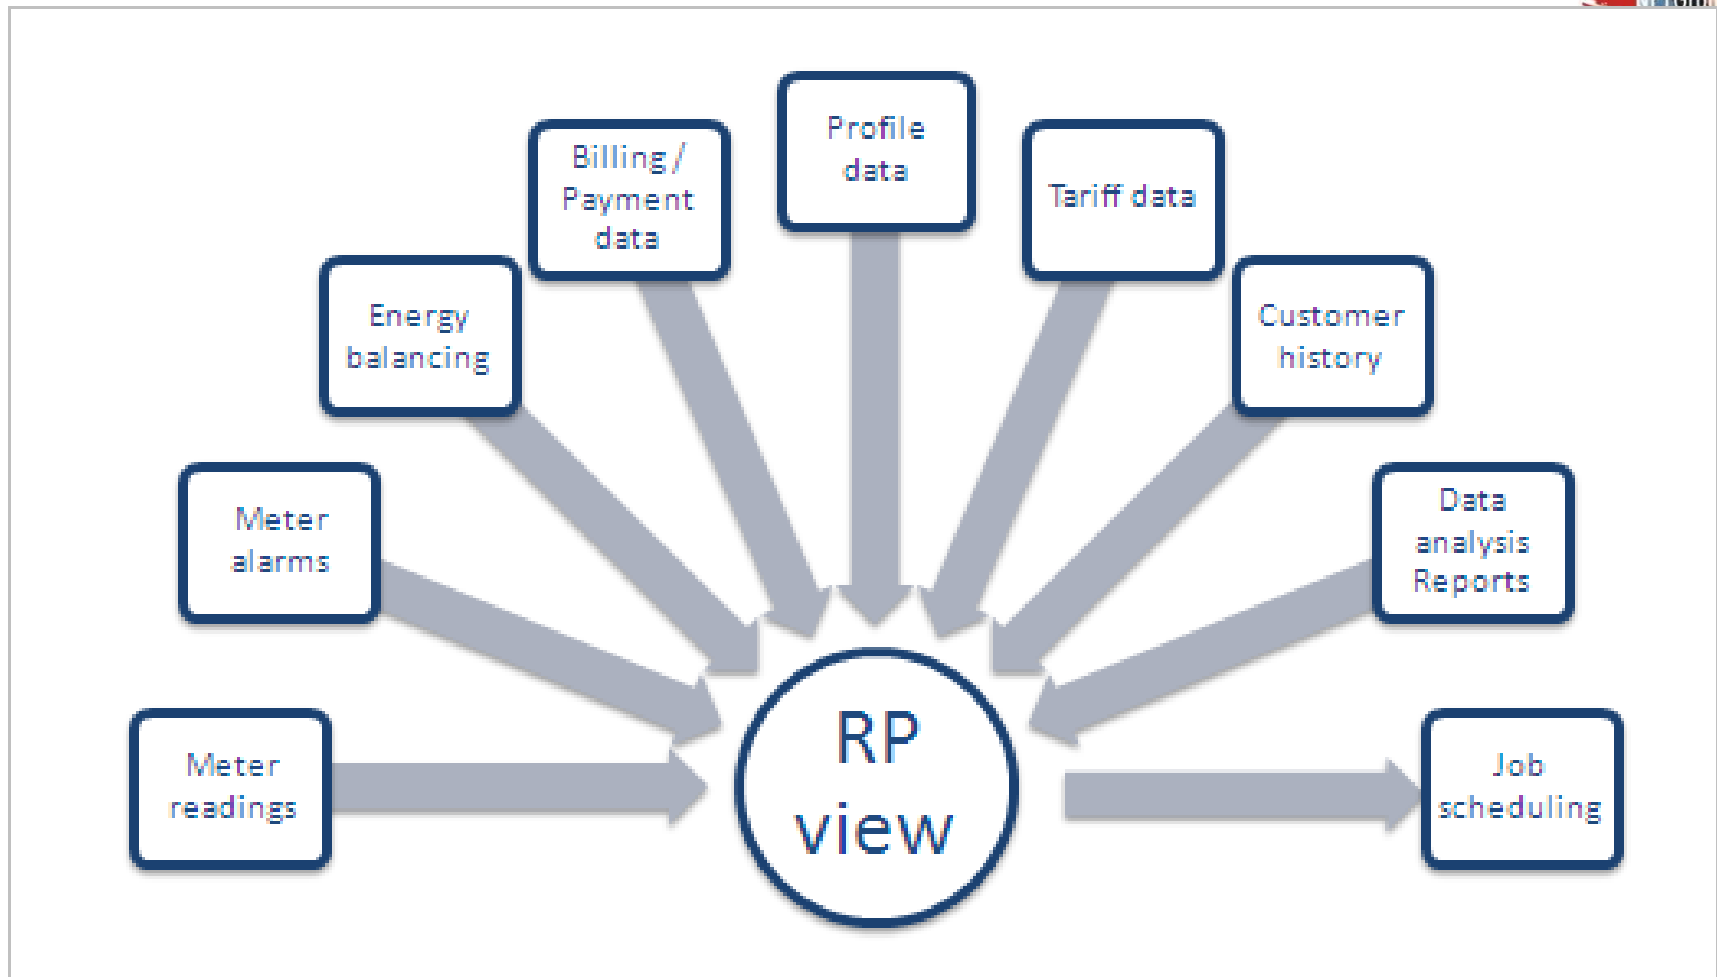 Profile
data
Billing /
Payment
data
Tariff data
Energy
balancing
Customer
history
Meter
alarms
Data
analysis
Reports
Meter
readings
RP
view
Job
scheduling